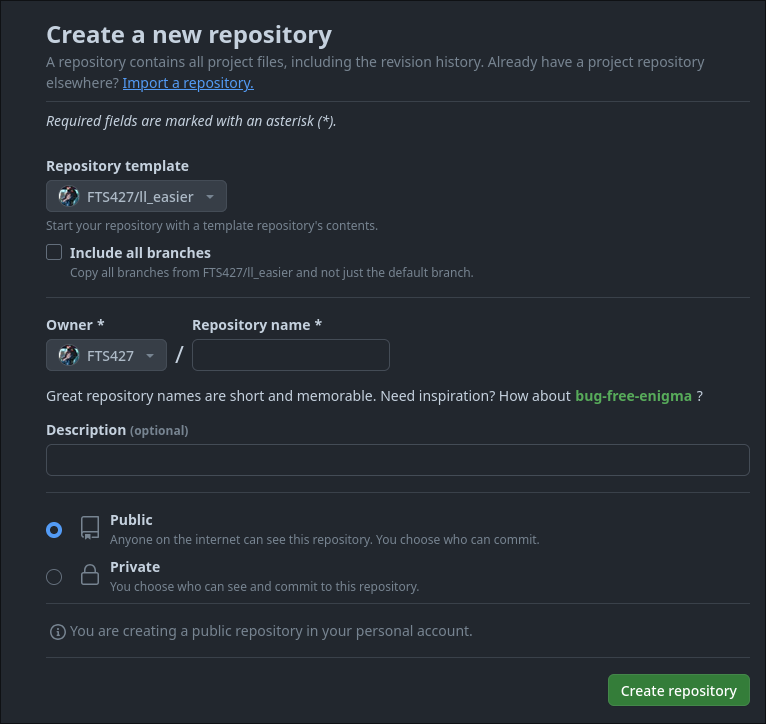 Create a new repository
A repository contains all project files, including the revision history. Already have a project repository
elsewhere? Import a repository.
Required fields are marked with an asterisk (*).
Repository template
FTS427/ll_easier
Start your repository with a template repository's contents.
Include all branches
Copy all branches from FTS427/ll_easier and not just the default branch.
Owner * Repository name *
FTS427 /
Great repository names are short and memorable. Need inspiration? How about bug-free-enigma ?
Description (optional)
Public
Anyone on the internet can see this repository. You choose who can commit.
Private
You choose who can see and commit to this repository.
You are creating a public repository in your personal account.
Create repository